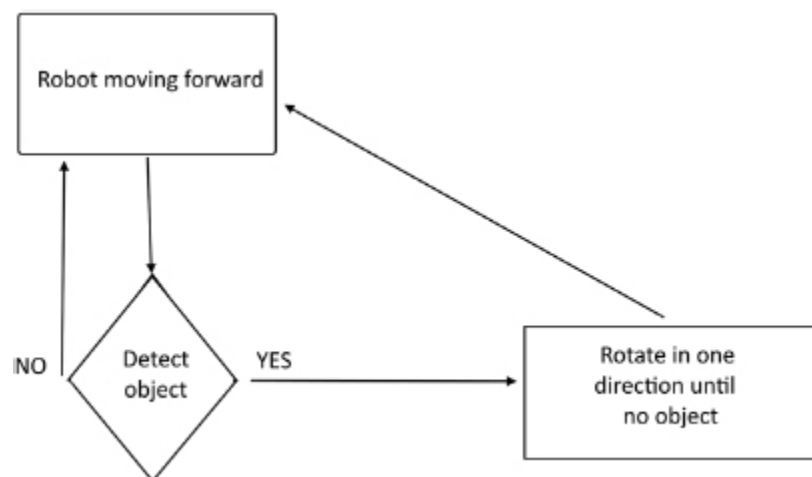 Robot moving forward
NO
Detect
object
YES
Rotate in one
direction until
no object